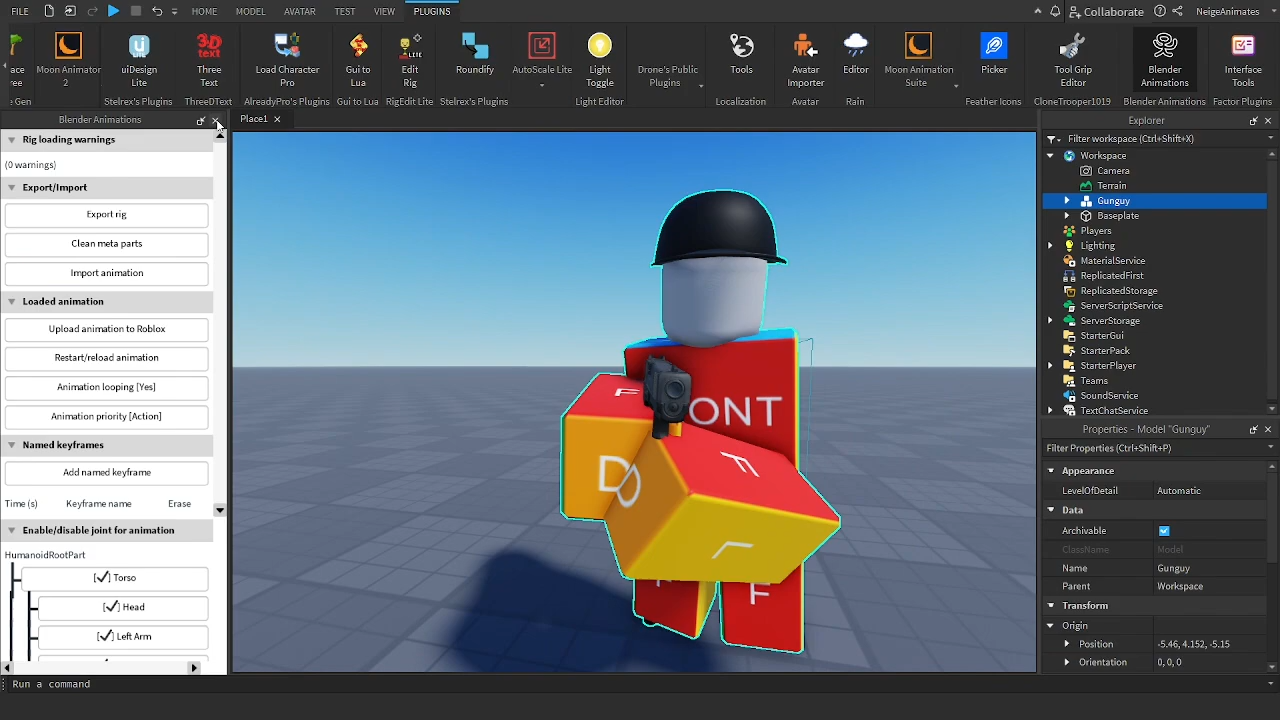 FILE HOME MODEL AVATAR TEST VIEW PLUGINS Collaborate NeigeAnimates
ace ree Moon Animator 2 uiDesign Lite Three Text Load Character Pro Gui to Lua Edit Rig Roundify AutoScale Lite Light Toggle Drone's Public Plugins Tools Avatar Importer Editor Moon Animation Suite Picker Tool Grip Editor Blender Animations Interface Tools
e Gen Stelrex's Plugins ThreeDText AlreadyPro's Plugins Gui to Lua RigEdit Lite Stelrex's Plugins Light Editor Localization Avatar Rain Feather Icons CloneTrooper1019 Blender Animations Factor Plugins
Blender Animations
Rig loading warnings
(0 warnings)
Export/Import
Export rig
Clean meta parts
Import animation
Loaded animation
Upload animation to Roblox
Restart/reload animation
Animation looping [Yes]
Animation priority [Action]
Named keyframes
Add named keyframe
Time (s) Keyframe name Erase
Enable/disable joint for animation
HumanoidRootPart
[✓] Torso
[✓] Head
[✓] Left Arm
Place1
F
ONT
D
F
L
F
F
Explorer
Filter workspace (Ctrl+Shift+X)
Workspace
Camera
Terrain
Gunguy
Baseplate
Players
Lighting
MaterialService
ReplicatedFirst
ReplicatedStorage
ServerScriptService
ServerStorage
StarterGui
StarterPack
StarterPlayer
Teams
SoundService
TextChatService
Properties - Model "Gunguy"
Filter Properties (Ctrl+Shift+P)
Appearance
LevelOfDetail Automatic
Data
Archivable
ClassName Model
Name Gunguy
Parent Workspace
Transform
Origin
Position -5.46, 4.152, -5.15
Orientation 0, 0, 0
Run a command